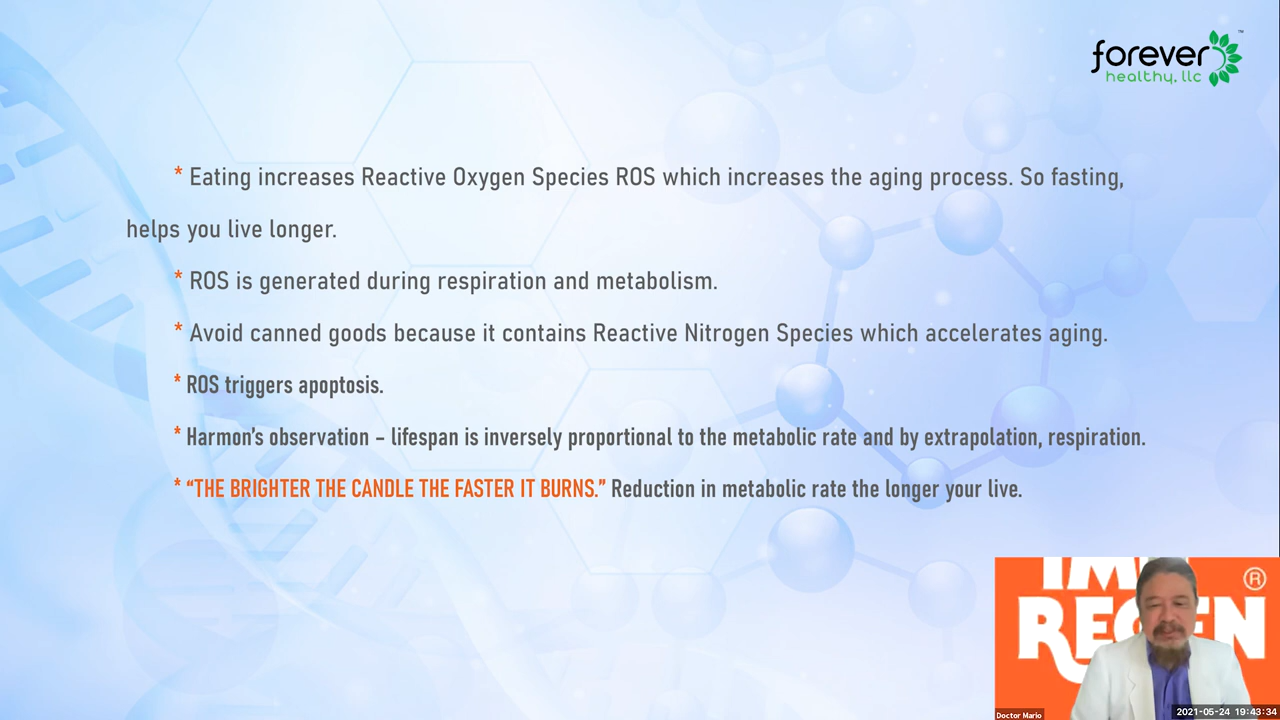 forever
healthy, llc
™
* Eating increases Reactive Oxygen Species ROS which increases the aging process. So fasting,
helps you live longer.
* ROS is generated during respiration and metabolism.
* Avoid canned goods because it contains Reactive Nitrogen Species which accelerates aging.
* ROS triggers apoptosis.
* Harmon's observation – lifespan is inversely proportional to the metabolic rate and by extrapolation, respiration.
* “THE BRIGHTER THE CANDLE THE FASTER IT BURNS.” Reduction in metabolic rate the longer your live.
®
Doctor Mario
2021-05-24 19:43:34